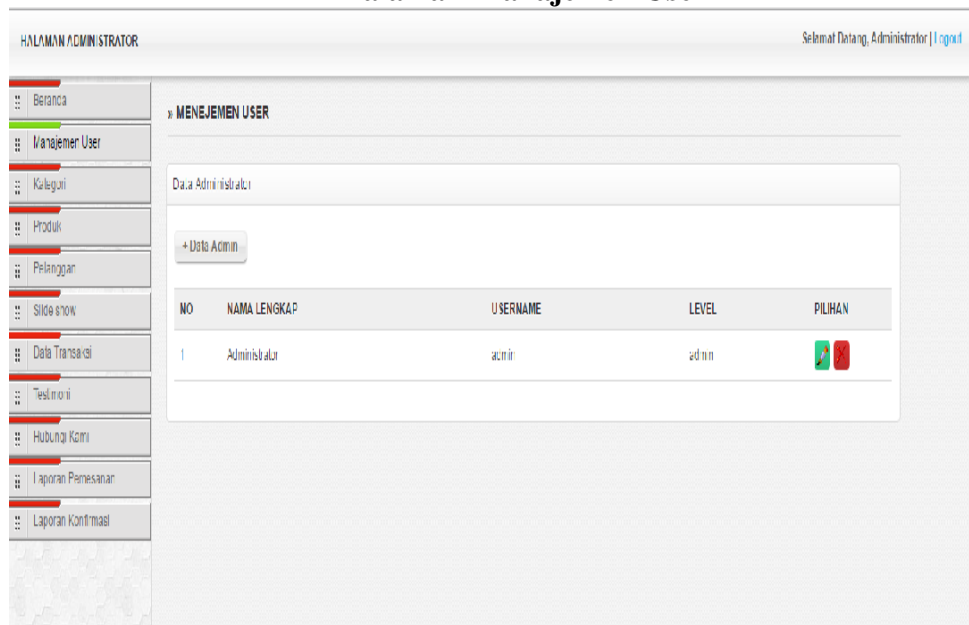 HALAMAN ADMINISTRATOR
Selamat Datang, Administrator | Logout
Beranda
Manajemen User
Kategori
Produk
Pelanggan
Slide show
Data Transaksi
Testimoni
Hubungi Kami
Laporan Pemesanan
Laporan Konfirmasi
» MENEJEMEN USER
Data Administrator
+ Data Admin
NO NAMA LENGKAP USERNAME LEVEL PILIHAN
1 Administrator admin admin